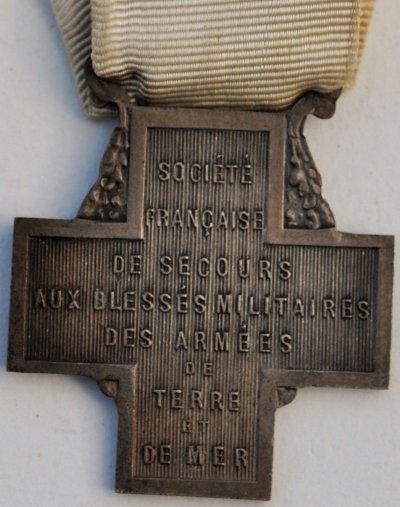 SOCIÉTÉ
FRANÇAISE
DE SECOURS
AUX BLESSÉS MILITAIRES
DES ARMÉES
DE
TERRE
ET
DE MER